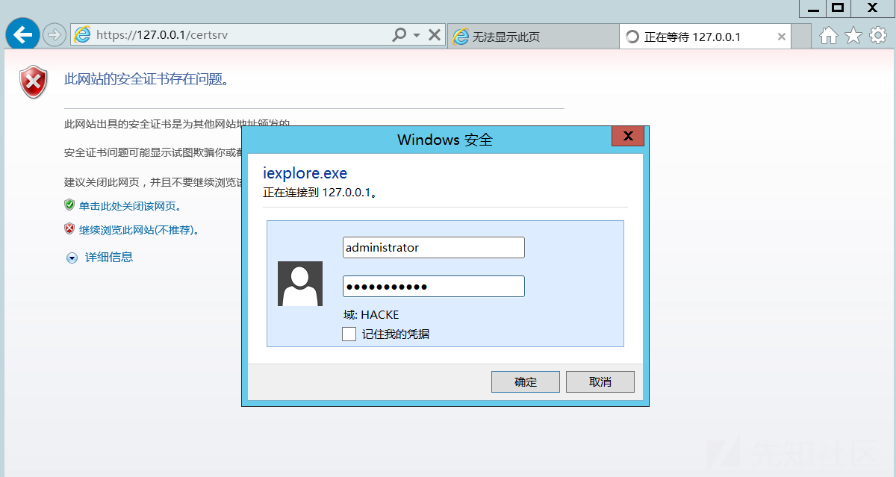 https://127.0.0.1/certsrv
无法显示此页
正在等待 127.0.0.1
此网站的安全证书存在问题。
此网站出具的安全证书是为其他网站地址颁发的
安全证书问题可能显示试图欺骗你或
建议关闭此网页，并且不要继续浏览
单击此处关闭该网页。
继续浏览此网站(不推荐)。
详细信息
Windows 安全
iexplore.exe
正在连接到 127.0.0.1。
administrator
●●●●●●●●●●●
域: HACKE
记住我的凭据
确定
取消
先知社区